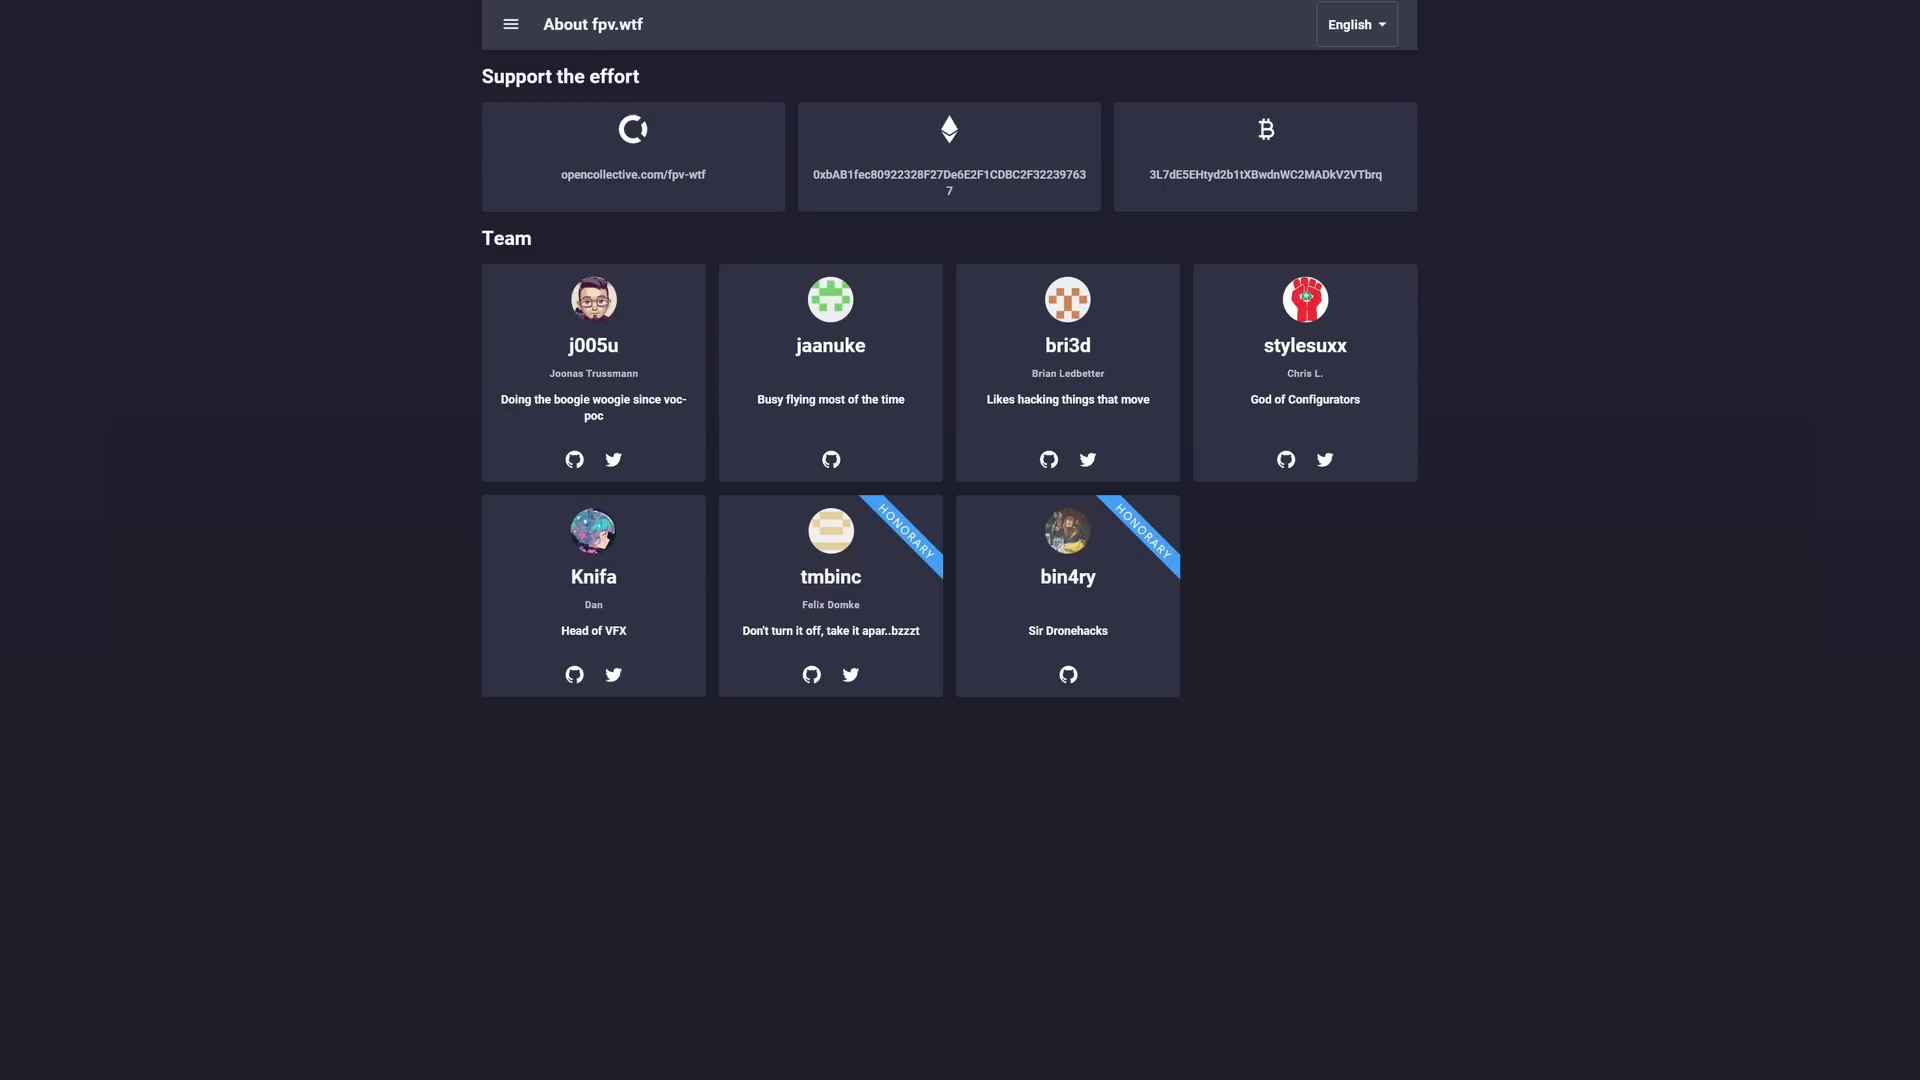 About fpv.wtf
English
Support the effort
opencollective.com/fpv-wtf
0xbAB1fec80922328F27De6E2F1CDBC2F32239763
7
3L7dE5EHtyd2b1tXBwdnWC2MADkV2VTbrq
Team
j005u
Joonas Trussmann
Doing the boogie woogie since voc-
poc
jaanuke
Busy flying most of the time
bri3d
Brian Ledbetter
Likes hacking things that move
stylesuxx
Chris L.
God of Configurators
Knifa
Dan
Head of VFX
HONORARY
tmbinc
Felix Domke
Don't turn it off, take it apar..bzzzt
HONORARY
bin4ry
Sir Dronehacks